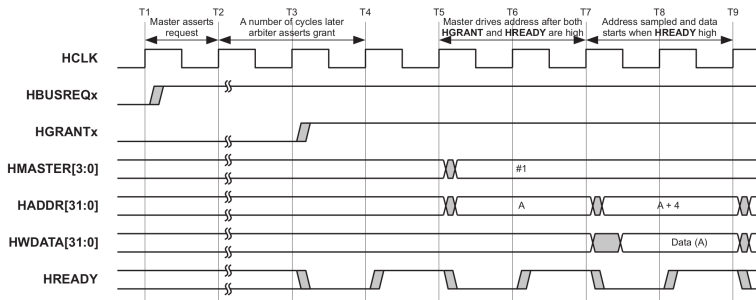 T1 T2 T3 T4 T5 T6 T7 T8 T9
Master asserts
request
A number of cycles later
arbiter asserts grant
Master drives address after both
HGRANT and HREADY are high
Address sampled and data
starts when HREADY high
HCLK
HBUSREQx
HGRANTx
HMASTER[3:0]
#1
HADDR[31:0]
A
A + 4
HWDATA[31:0]
Data (A)
HREADY